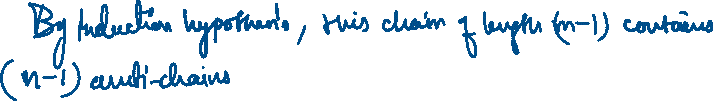 By Induction hypothesis, this chain of length (n-1) contains
(n-1) anti-chains